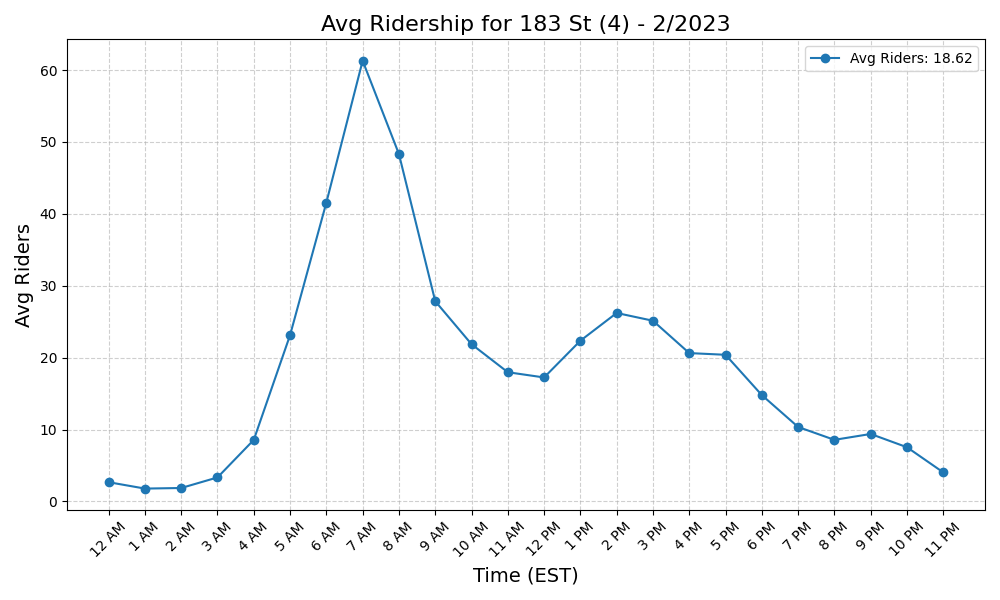 Avg Ridership for 183 St (4) - 2/2023
Avg Riders: 18.62
Avg Riders
60
50
40
30
20
10
0
12 AM 1 AM 2 AM 3 AM 4 AM 5 AM 6 AM 7 AM 8 AM 9 AM 10 AM 11 AM 12 PM 1 PM 2 PM 3 PM 4 PM 5 PM 6 PM 7 PM 8 PM 9 PM 10 PM 11 PM
Time (EST)